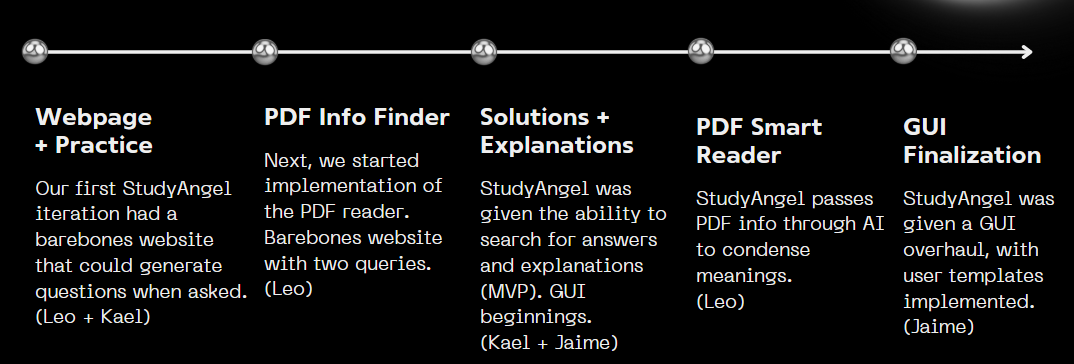 Webpage
+ Practice
Our first StudyAngel
iteration had a
barebones website
that could generate
questions when asked.
(Leo + Kael)
PDF Info Finder
Next, we started
implementation of
the PDF reader.
Barebones website
with two queries.
(Leo)
Solutions +
Explanations
StudyAngel was
given the ability to
search for answers
and explanations
(MVP). GUI
beginnings.
(Kael + Jaime)
PDF Smart
Reader
StudyAngel passes
PDF info through AI
to condense
meanings.
(Leo)
GUI
Finalization
StudyAngel was
given a GUI
overhaul, with
user templates
implemented.
(Jaime)